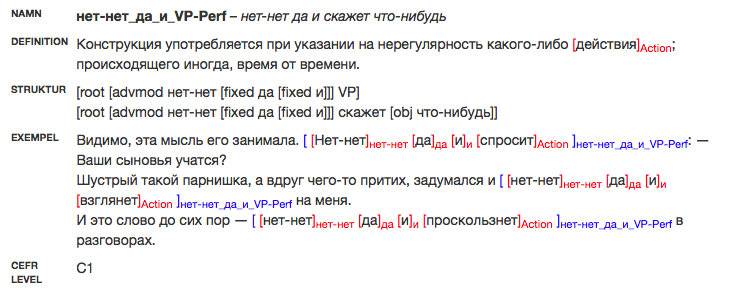 NAMN нет-нет_да_и_VP-Perf – нет-нет да и скажет что-нибудь
DEFINITION Конструкция употребляется при указании на нерегулярность какого-либо [действия]Action;
происходящего иногда, время от времени.
STRUKTUR [root [advmod нет-нет [fixed да [fixed и]]] VP]
[root [advmod нет-нет [fixed да [fixed и]]] скажет [obj что-нибудь]]
EXEMPEL Видимо, эта мысль его занимала. [ [Нет-нет]нет-нет [да]да [и]и [спросит]Action ]нет-нет_да_и_VP-Perf: —
Ваши сыновья учатся?
Шустрый такой парнишка, а вдруг чего-то притих, задумался и [ [нет-нет]нет-нет [да]да [и]и
[взглянет]Action ]нет-нет_да_и_VP-Perf на меня.
И это слово до сих пор — [ [нет-нет]нет-нет [да]да [и]и [проскользнет]Action ]нет-нет_да_и_VP-Perf в
разговорах.
CEFR C1
LEVEL